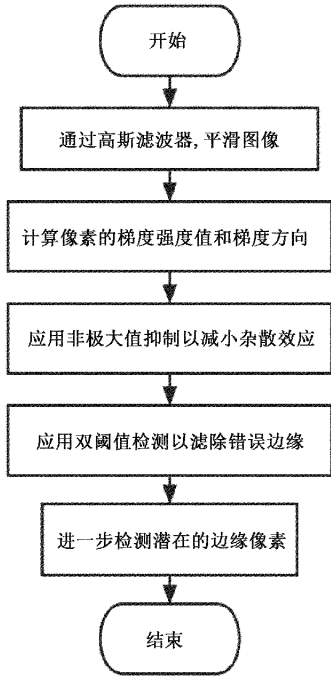 开始
通过高斯滤波器,平滑图像
计算像素的梯度强度值和梯度方向
应用非极大值抑制以减小杂散效应
应用双阈值检测以滤除错误边缘
进一步检测潜在的边缘像素
结束